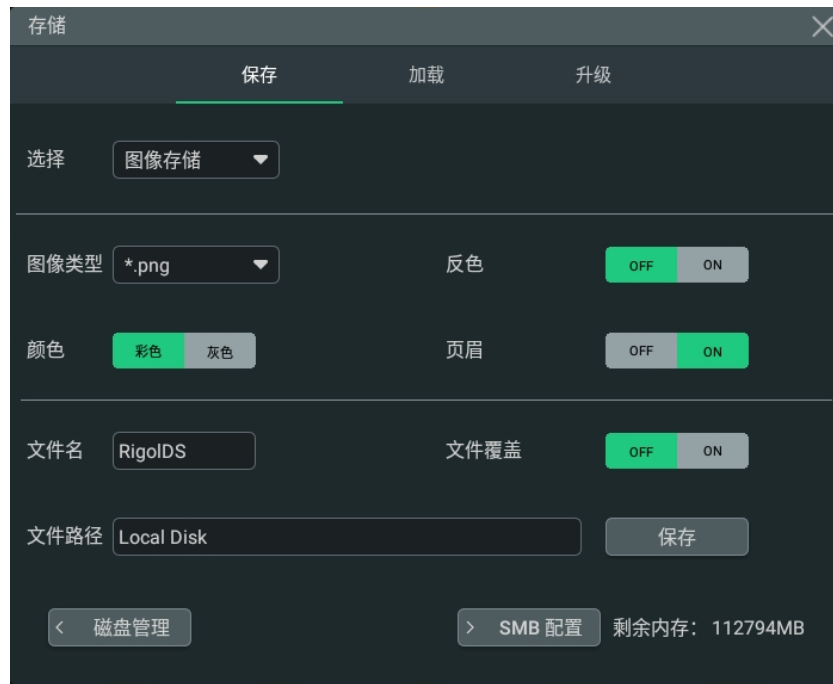 存储
保存 加载 升级
选择 图像存储
图像类型 *.png 反色 OFF ON
颜色 彩色 灰色 页眉 OFF ON
文件名 RigolDS 文件覆盖 OFF ON
文件路径 Local Disk 保存
< 磁盘管理 > SMB 配置 剩余内存： 112794MB